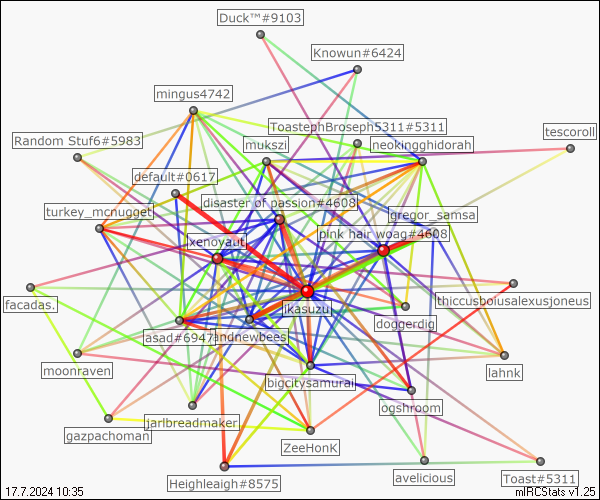 Duck™#9103
Knowun#6424
mingus4742
ToastephBroseph5311#5311
tescoroll
Random Stuf6#5983
mukszi
neokingghidorah
default#0617
disaster of passion#4608
turkey_mcnugget
gregor_samsa
pink hair woag#4608
xenoyaut
facadas.
ikasuzu
lthiccusbousalexusjoneus
doggerdig
asad#6947
andnewbees
moonraven
lahnk
bigcitysamurai
ogshroom
jarlbreadmaker
gazpachoman
ZeeHonK
Heighleaigh#8575
avelicious
Toast#5311
17.7.2024 10:35
mIRCStats v1.25